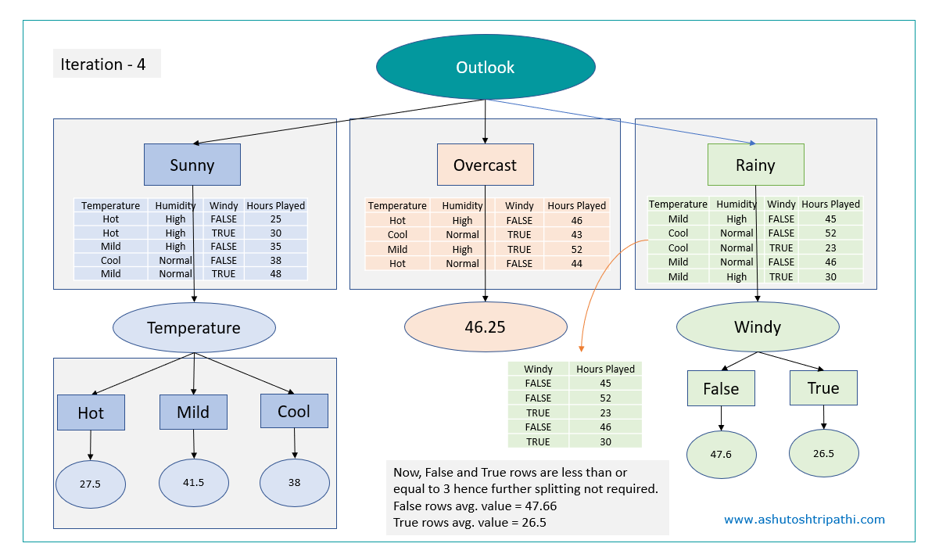 Iteration - 4
Outlook
Sunny
Temperature Humidity Windy Hours Played
Hot High FALSE 25
Hot High TRUE 30
Mild High FALSE 35
Cool Normal FALSE 38
Mild Normal TRUE 48
Temperature
Hot
Mild
Cool
27.5
41.5
38
Overcast
Temperature Humidity Windy Hours Played
Hot High FALSE 46
Cool Normal TRUE 43
Mild High TRUE 52
Hot Normal FALSE 44
46.25
Rainy
Temperature Humidity Windy Hours Played
Mild High FALSE 45
Cool Normal FALSE 52
Cool Normal TRUE 23
Mild Normal FALSE 46
Mild High TRUE 30
Windy
False
True
47.6
26.5
Windy Hours Played
FALSE 45
FALSE 52
TRUE 23
FALSE 46
TRUE 30
Now, False and True rows are less than or
equal to 3 hence further splitting not required.
False rows avg. value = 47.66
True rows avg. value = 26.5
www.ashutoshtripathi.com